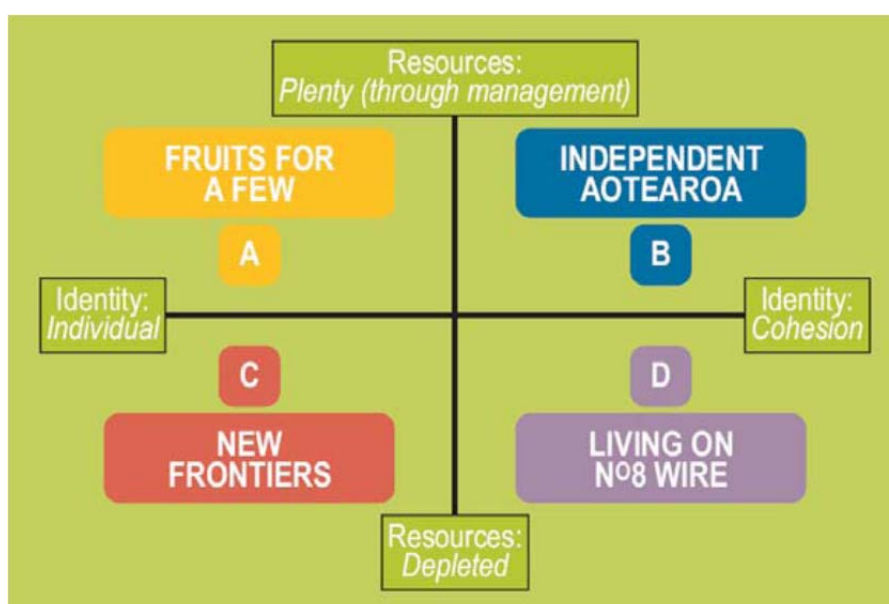 Resources:
Plenty (through management)
FRUITS FOR
A FEW
INDEPENDENT
AOTEAROA
A
B
Identity:
Individual
Identity:
Cohesion
C
D
NEW
FRONTIERS
LIVING ON
Nº8 WIRE
Resources:
Depleted